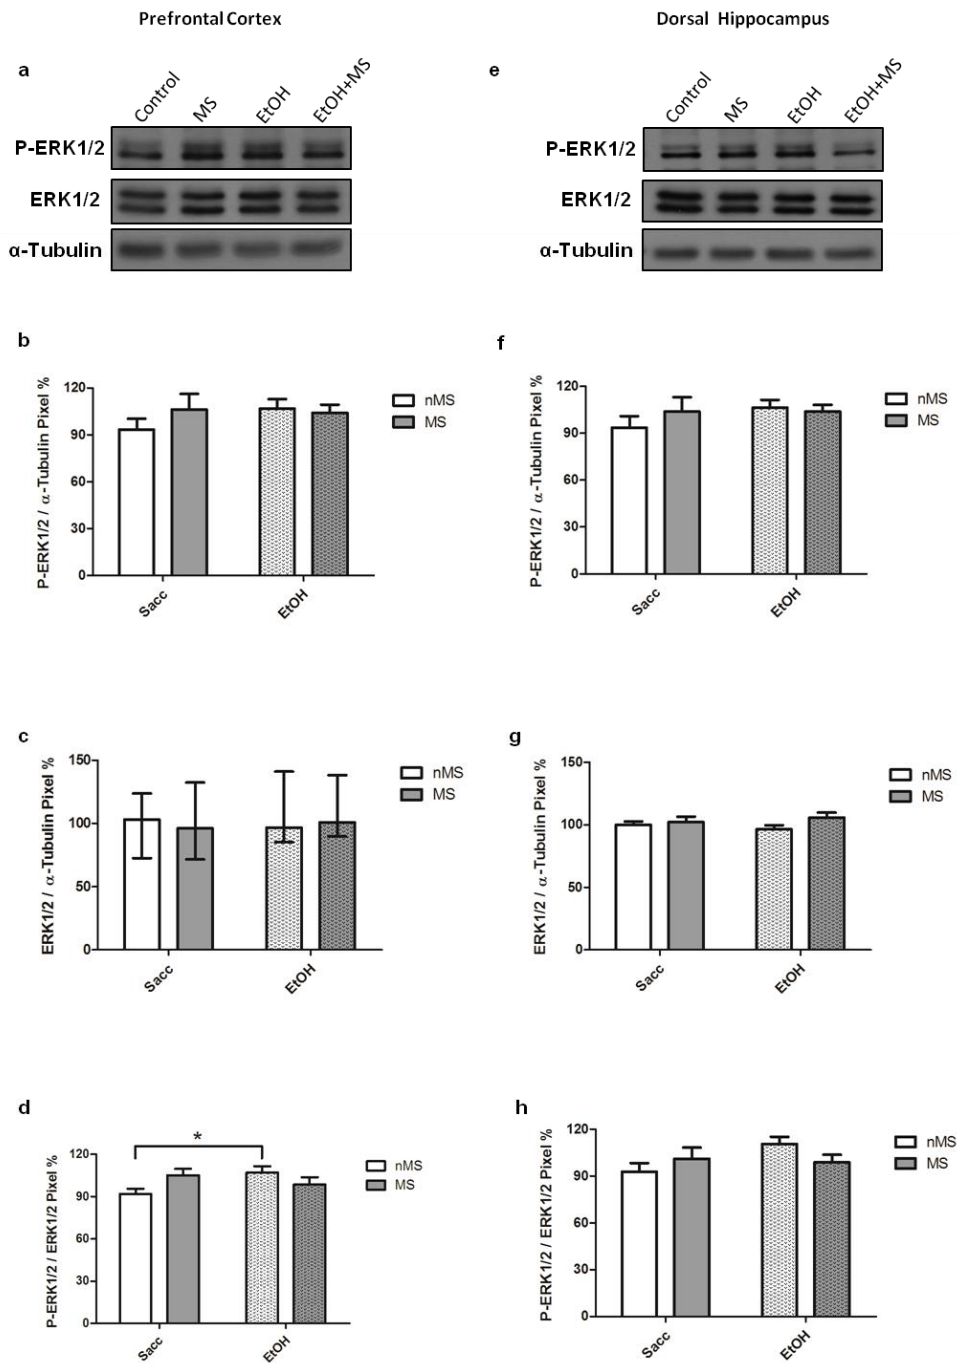 Prefrontal Cortex
Dorsal Hippocampus
a
Control
MS
EtOH
EtOH+MS
P-ERK1/2
ERK1/2
α-Tubulin
e
Control
MS
EtOH
EtOH+MS
P-ERK1/2
ERK1/2
α-Tubulin
b
P-ERK1/2 / α-Tubulin Pixel %
120
90
60
30
0
Sacc
EtOH
nMS
MS
f
P-ERK1/2 / α-Tubulin Pixel %
120
90
60
30
0
Sacc
EtOH
nMS
MS
c
ERK1/2 / α-Tubulin Pixel %
150
100
50
0
Sacc
EtOH
nMS
MS
g
ERK1/2 / α-Tubulin Pixel %
150
100
50
0
Sacc
EtOH
nMS
MS
d
P-ERK1/2 / ERK1/2 Pixel %
120
90
60
30
0
*
Sacc
EtOH
nMS
MS
h
P-ERK1/2 / ERK1/2 Pixel %
120
90
60
30
0
Sacc
EtOH
nMS
MS